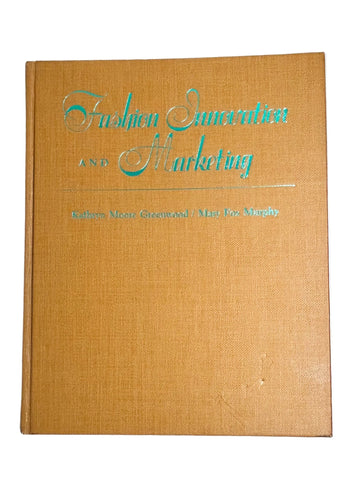 Fashion Innovation
AND Marketing
Kathryn Moore Greenwood / Mary Fox Murphy